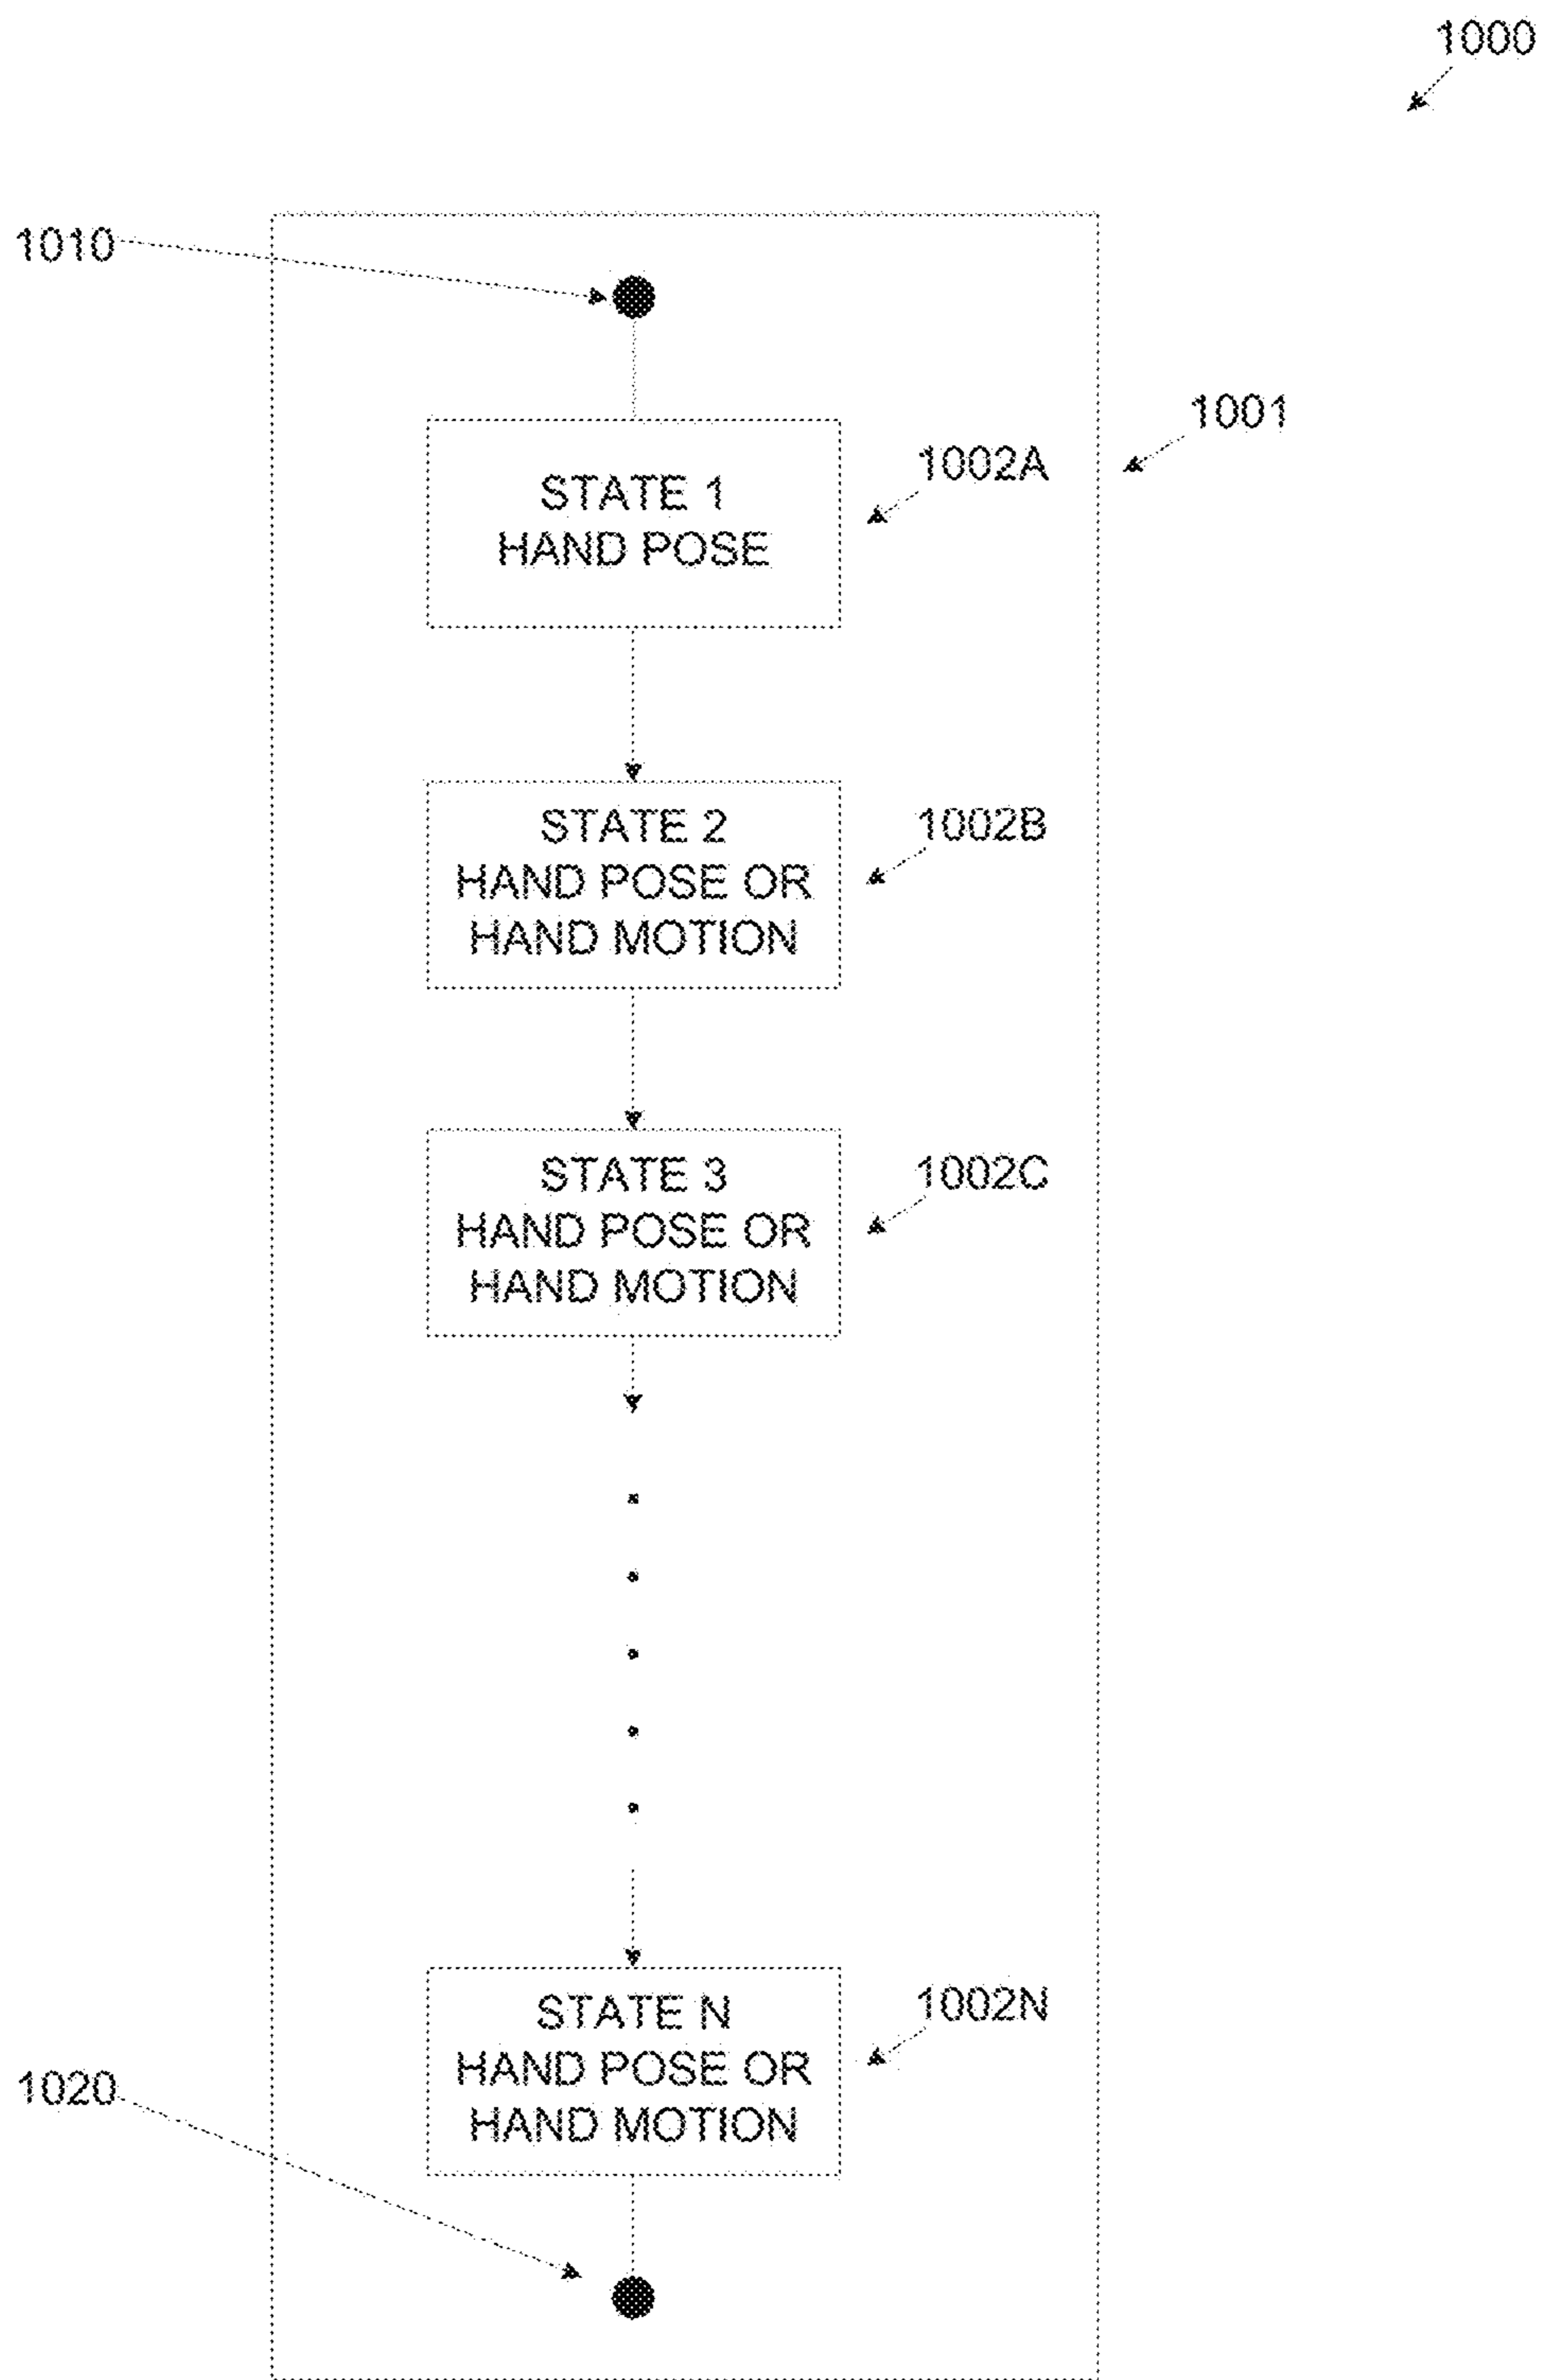 1000
1010
1001
1002A
STATE 1
HAND POSE
1002B
STATE 2
HAND POSE OR
HAND MOTION
1002C
STATE 3
HAND POSE OR
HAND MOTION
1002N
STATE N
HAND POSE OR
HAND MOTION
1020